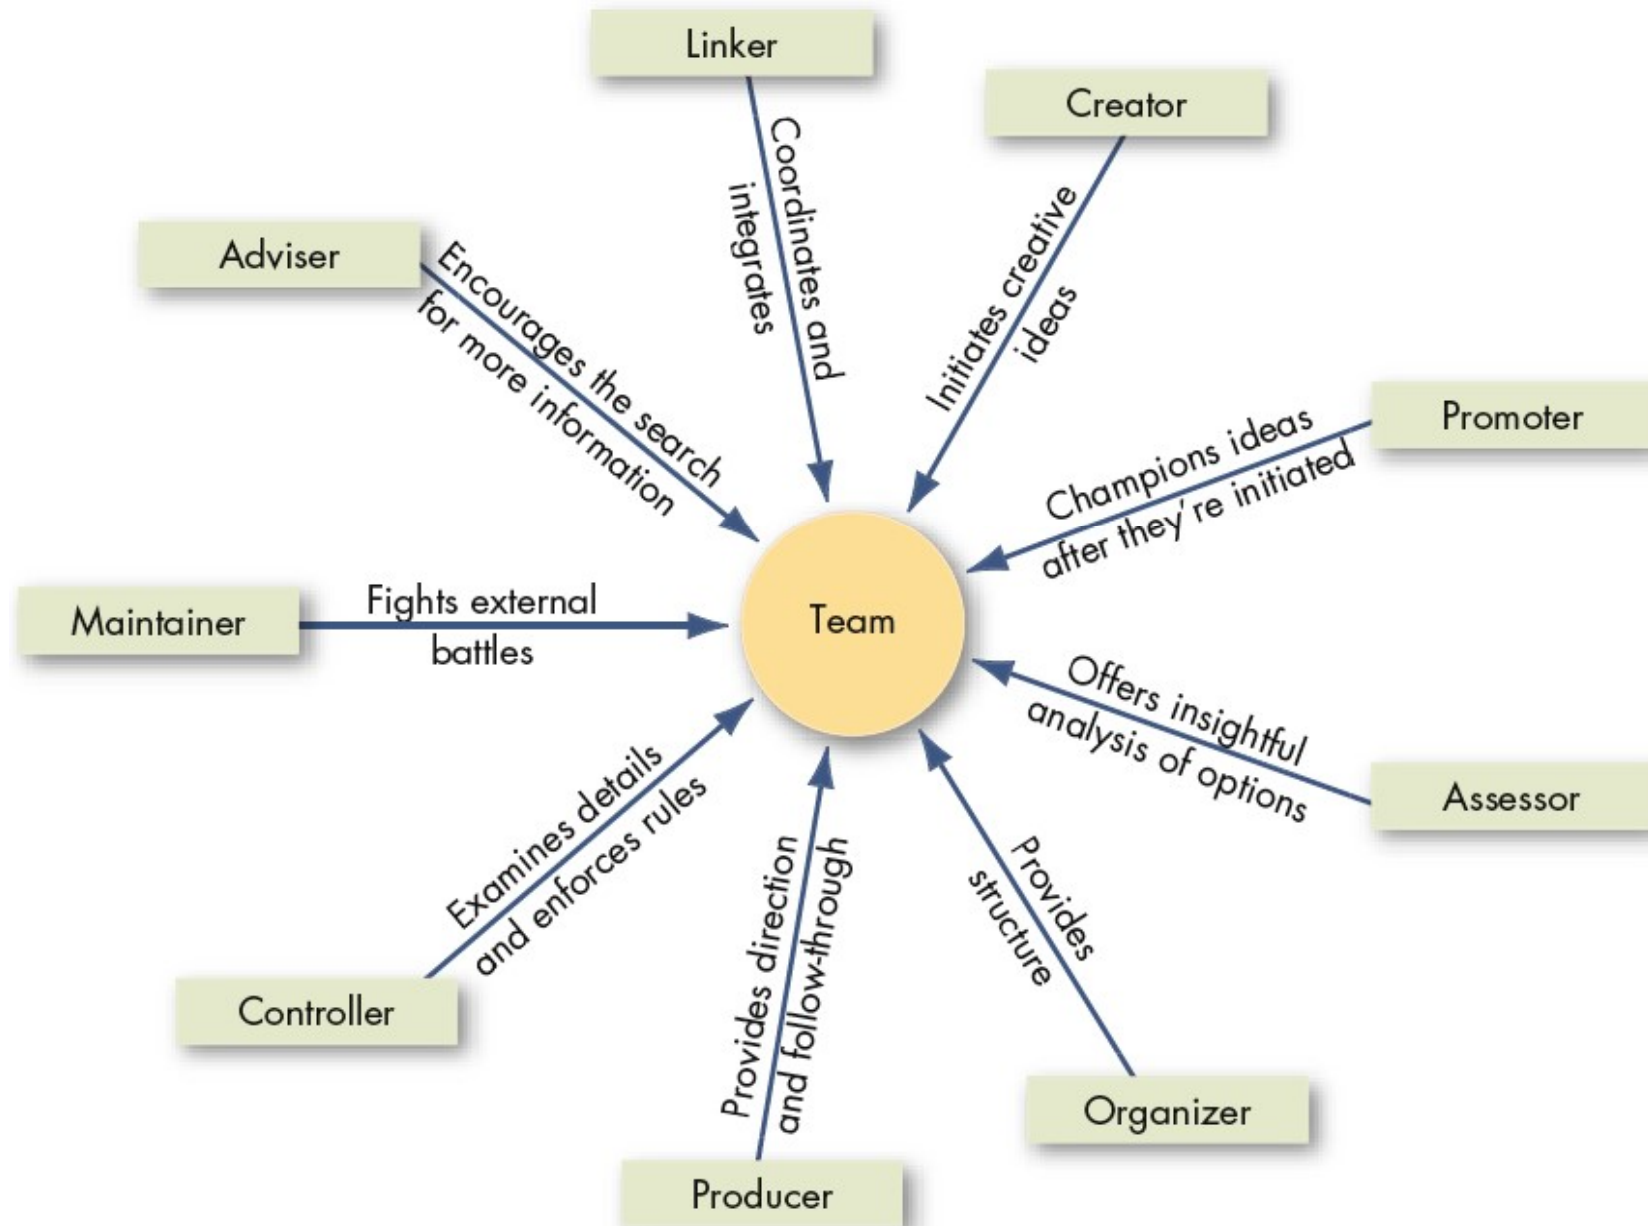 Linker
Coordinates and
integrates
Creator
Initiates creative
ideas
Promoter
Champions ideas
after they're initiated
Assessor
Offers insightful
analysis of options
Organizer
Provides
structure
Producer
Provides direction
and follow-through
Controller
Examines details
and enforces rules
Maintainer
Fights external
battles
Adviser
Encourages the search
for more information
Team